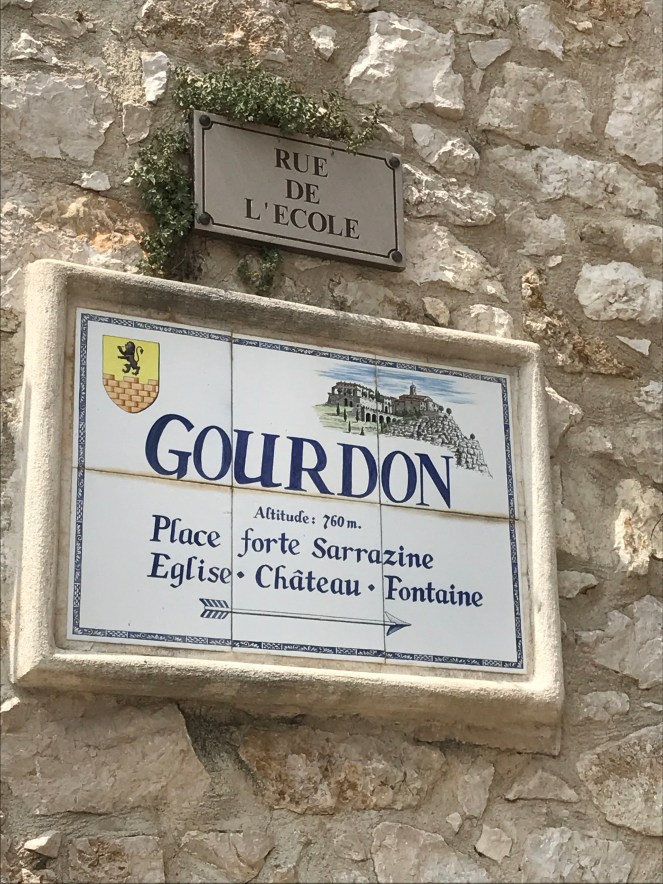 RUE
DE
L'ECOLE
GOURDON
Altitude: 760 m.
Place forte Sarrazine
Eglise • Château • Fontaine